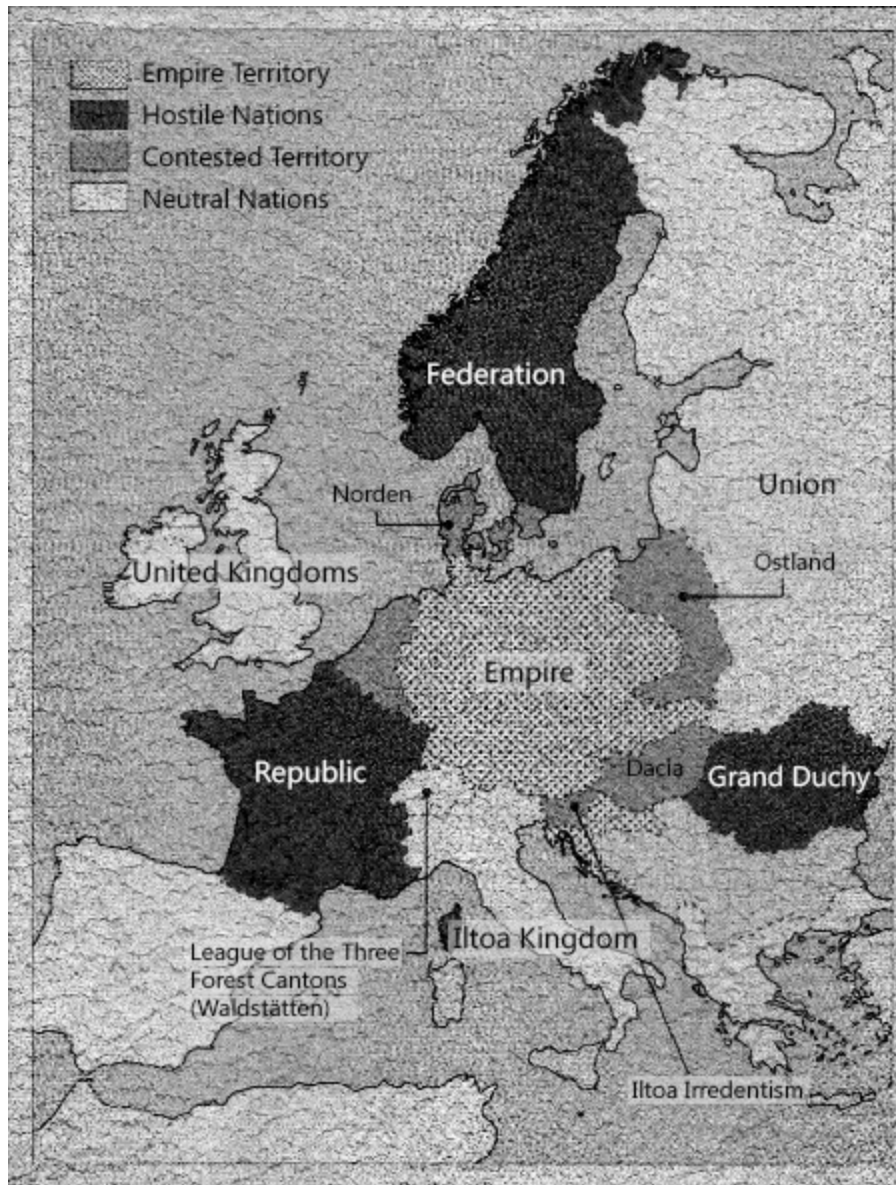 Empire Territory
Hostile Nations
Contested Territory
Neutral Nations
Federation
Norden
Union
United Kingdoms
Ostland
Empire
Republic
Dacia
Grand Duchy
Iltoa Kingdom
League of the Three
Forest Cantons
(Waldstätten)
Iltoa Irredentism